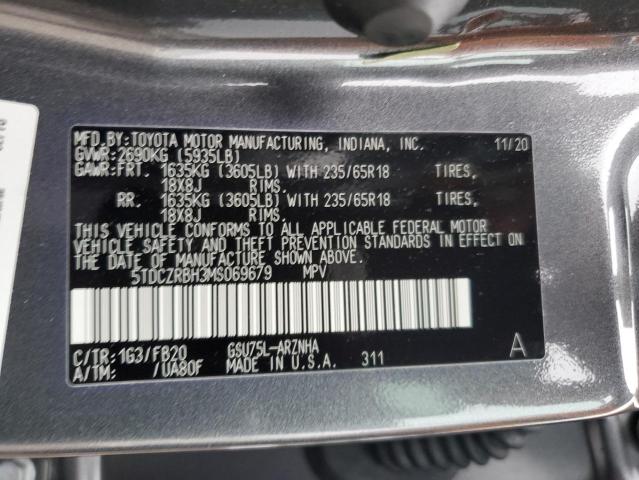 MFD.BY:TOYOTA MOTOR MANUFACTURING, INDIANA, INC. 11/20
GVWR:2690KG (5935LB)
GAWR:FRT. 1635KG (3605LB) WITH 235/65R18 TIRES,
18X8J RIMS.
RR. 1635KG (3605LB) WITH 235/65R18 TIRES,
18X8J RIMS.
THIS VEHICLE CONFORMS TO ALL APPLICABLE FEDERAL MOTOR
VEHICLE SAFETY AND THEFT PREVENTION STANDARDS IN EFFECT ON
THE DATE OF MANUFACTURE SHOWN ABOVE.
5TDCZRBH3MS069679 MPV
C/TR:1G3/FB20 GSU75L-ARZNHA A
A/TM: /UA80F MADE IN U.S.A. 311